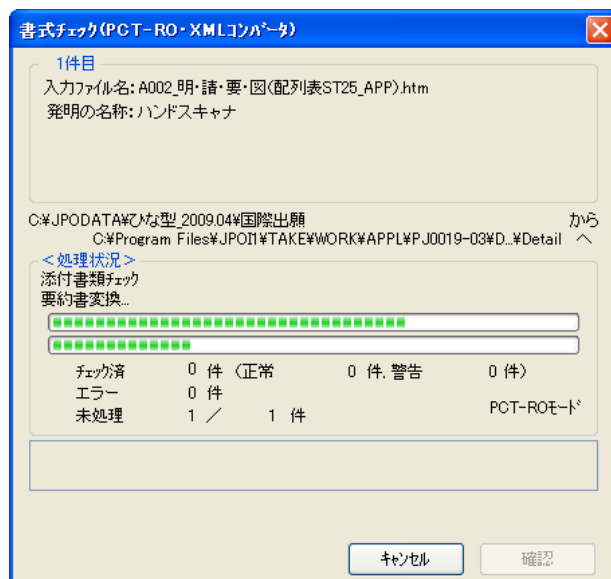 書式チェック(PCT-RO・XMLコンバータ)
1件目
入力ファイル名:A002_明・請・要・図(配列表ST25_APP).htm
発明の名称:ハンドスキャナ
C:¥JPODATA¥ひな型_2009.04¥国際出願 から
C:¥Program Files¥JPOI1¥TAKE¥WORK¥APPL¥PJ0019-03¥D...¥Detail へ
<処理状況>
添付書類チェック
要約書変換...
チェック済 0 件 (正常 0 件, 警告 0 件)
エラー 0 件
未処理 1 / 1 件
PCT-ROモード
キャンセル 確認